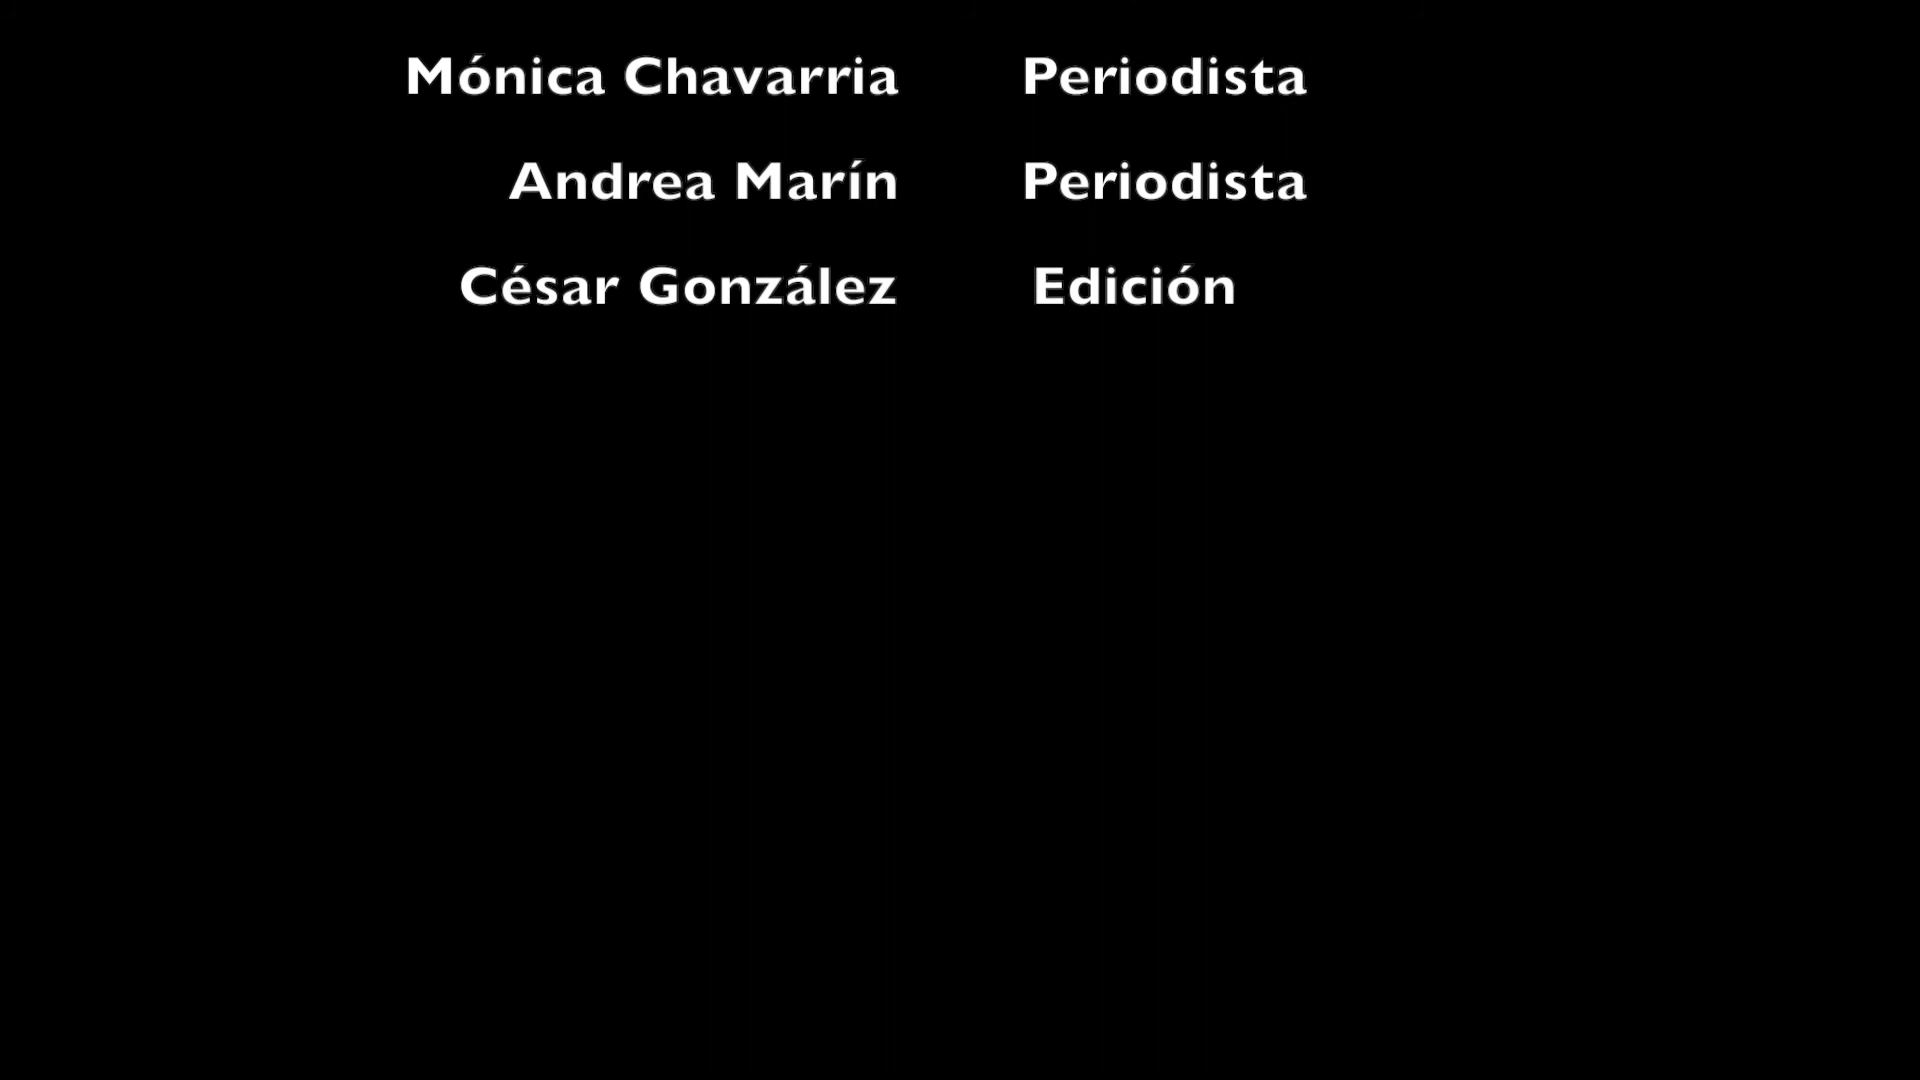 Mónica Chavarria Periodista
Andrea Marín Periodista
César González Edición